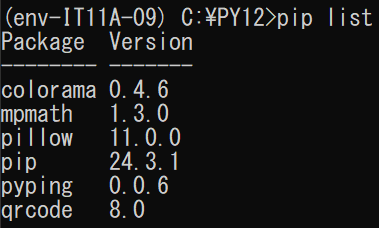 (env-IT11A-09) C:¥PY12>pip list
Package  Version
-------- -------
colorama 0.4.6
mpmath   1.3.0
pillow   11.0.0
pip      24.3.1
pyping   0.0.6
qrcode   8.0